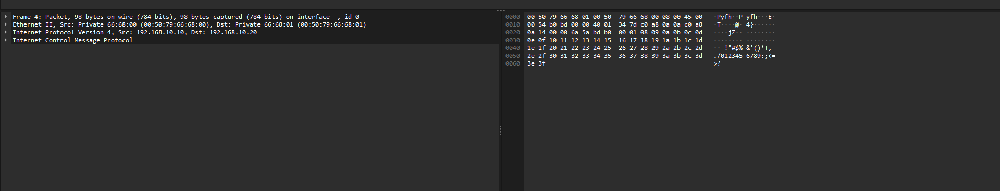 Frame 4: Packet, 98 bytes on wire (784 bits), 98 bytes captured (784 bits) on interface -, id 0
Ethernet II, Src: Private_66:68:00 (00:50:79:66:68:00), Dst: Private_66:68:01 (00:50:79:66:68:01)
Internet Protocol Version 4, Src: 192.168.10.10, Dst: 192.168.10.20
Internet Control Message Protocol
0000 00 50 79 66 68 01 00 50 79 66 68 00 08 00 45 00 ·Pyfh··P yfh···E·
0010 00 54 b0 bd 00 00 40 01 34 7d c0 a8 0a 0a c0 a8 ·T····@· 4}······
0020 0a 14 00 00 6a 5a bd b0 00 01 08 09 0a 0b 0c 0d ····jZ·· ········
0030 0e 0f 10 11 12 13 14 15 16 17 18 19 1a 1b 1c 1d ········ ········
0040 1e 1f 20 21 22 23 24 25 26 27 28 29 2a 2b 2c 2d ·· !"#$% &'()*+,-
0050 2e 2f 30 31 32 33 34 35 36 37 38 39 3a 3b 3c 3d ./012345 6789:;<=
0060 3e 3f >?